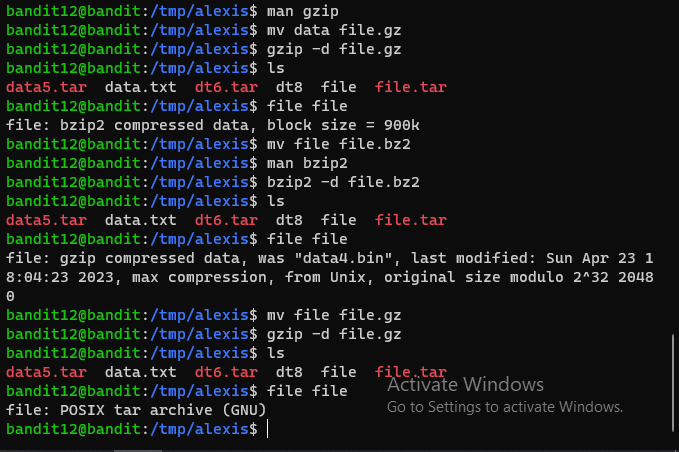 bandit12@bandit:/tmp/alexis$ man gzip
bandit12@bandit:/tmp/alexis$ mv data file.gz
bandit12@bandit:/tmp/alexis$ gzip -d file.gz
bandit12@bandit:/tmp/alexis$ ls
data5.tar  data.txt  dt6.tar  dt8  file  file.tar
bandit12@bandit:/tmp/alexis$ file file
file: bzip2 compressed data, block size = 900k
bandit12@bandit:/tmp/alexis$ mv file file.bz2
bandit12@bandit:/tmp/alexis$ man bzip2
bandit12@bandit:/tmp/alexis$ bzip2 -d file.bz2
bandit12@bandit:/tmp/alexis$ ls
data5.tar  data.txt  dt6.tar  dt8  file  file.tar
bandit12@bandit:/tmp/alexis$ file file
file: gzip compressed data, was "data4.bin", last modified: Sun Apr 23 1
8:04:23 2023, max compression, from Unix, original size modulo 2^32 2048
0
bandit12@bandit:/tmp/alexis$ mv file file.gz
bandit12@bandit:/tmp/alexis$ gzip -d file.gz
bandit12@bandit:/tmp/alexis$ ls
data5.tar  data.txt  dt6.tar  dt8  file  file.tar
bandit12@bandit:/tmp/alexis$ file file
file: POSIX tar archive (GNU)
bandit12@bandit:/tmp/alexis$
Activate Windows
Go to Settings to activate Windows.